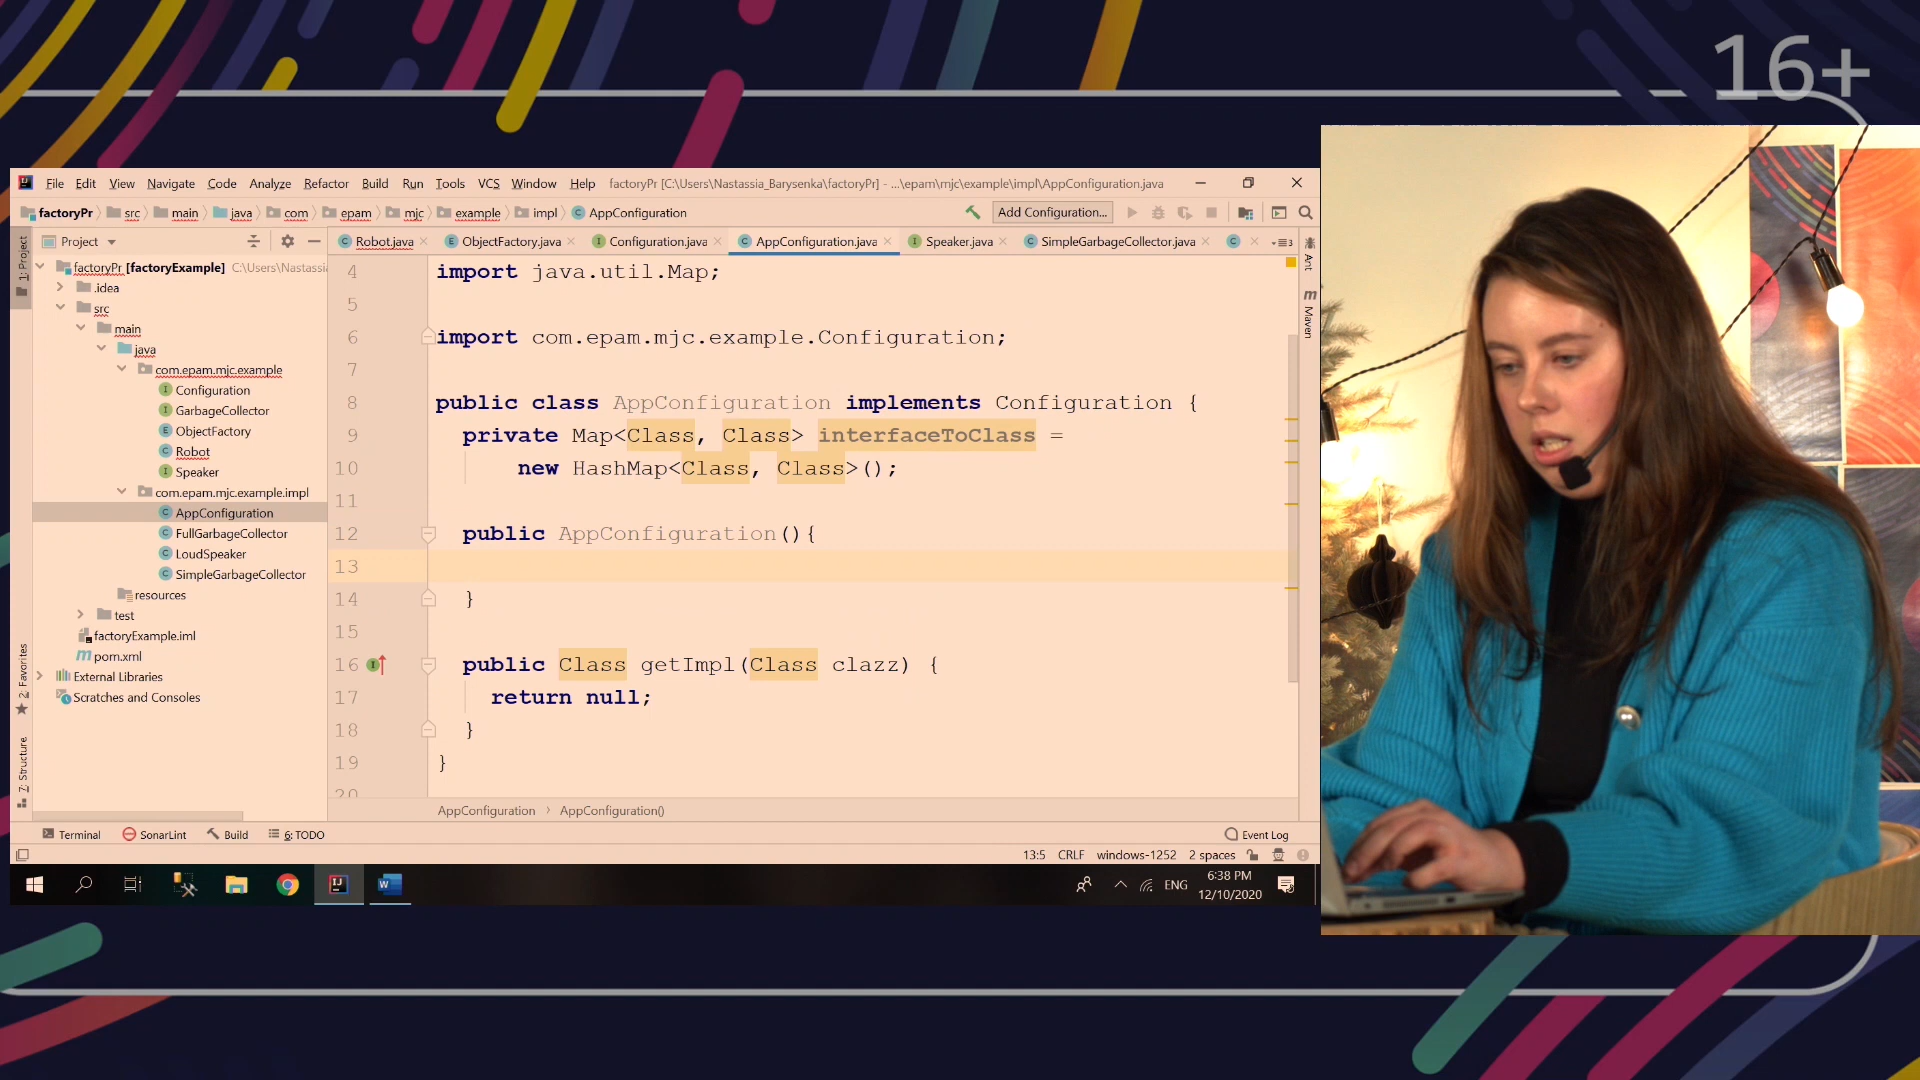 16+
File Edit View Navigate Code Analyze Refactor Build Run Tools VCS Window Help factoryPr [C:\Users\Nastassia_Barysenka\factoryPr] - ...\epam\mjc\example\impl\AppConfiguration.java
factoryPr src main java com epam mjc example impl AppConfiguration Add Configuration...
Project Robot.java ObjectFactory.java Configuration.java AppConfiguration.java Speaker.java SimpleGarbageCollector.java
1: Project
2: Favorites
7: Structure
factoryPr [factoryExample] C:\Users\Nastassi
.idea
src
main
java
com.epam.mjc.example
Configuration
GarbageCollector
ObjectFactory
Robot
Speaker
com.epam.mjc.example.impl
AppConfiguration
FullGarbageCollector
LoudSpeaker
SimpleGarbageCollector
resources
test
factoryExample.iml
pom.xml
External Libraries
Scratches and Consoles
4 import java.util.Map;
5
6 import com.epam.mjc.example.Configuration;
7
8 public class AppConfiguration implements Configuration {
9 private Map<Class, Class> interfaceToClass =
10 new HashMap<Class, Class>();
11
12 public AppConfiguration(){
13
14 }
15
16 public Class getImpl(Class clazz) {
17 return null;
18 }
19 }
20
Ant
Maven
AppConfiguration AppConfiguration()
Terminal SonarLint Build 6: TODO Event Log
13:5 CRLF windows-1252 2 spaces
ENG 6:38 PM
12/10/2020